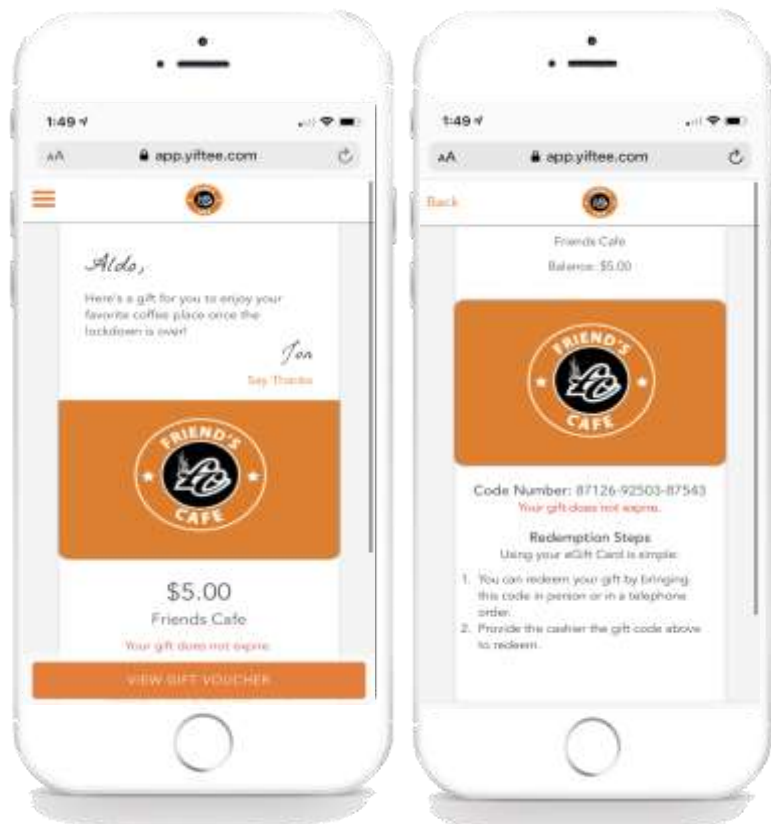 1:49
AA app.yiftee.com
Aldo,
Here's a gift for you to enjoy your
favorite coffee place once the
lockdown is over!
Jon
Say Thanks
FRIEND'S
CAFE
$5.00
Friends Cafe
Your gift does not expire.
VIEW GIFT VOUCHER
1:49
AA app.yiftee.com
Back
Friends Cafe
Balance: $5.00
FRIEND'S
CAFE
Code Number: 87126-92503-87543
Your gift does not expire.
Redemption Steps
Using your eGift Card is simple:
1. You can redeem your gift by bringing
this code in person or in a telephone
order.
2. Provide the cashier the gift code above
to redeem.